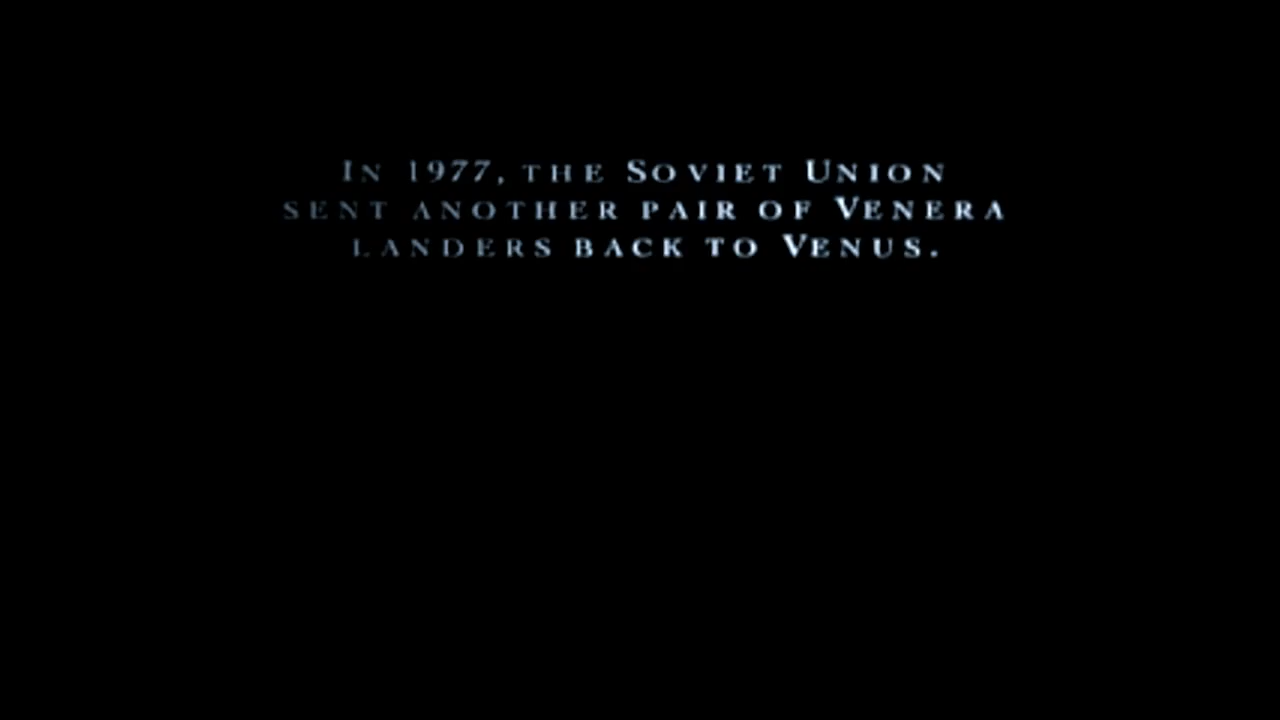 In 1977, the Soviet Union
sent another pair of Venera
landers back to Venus.